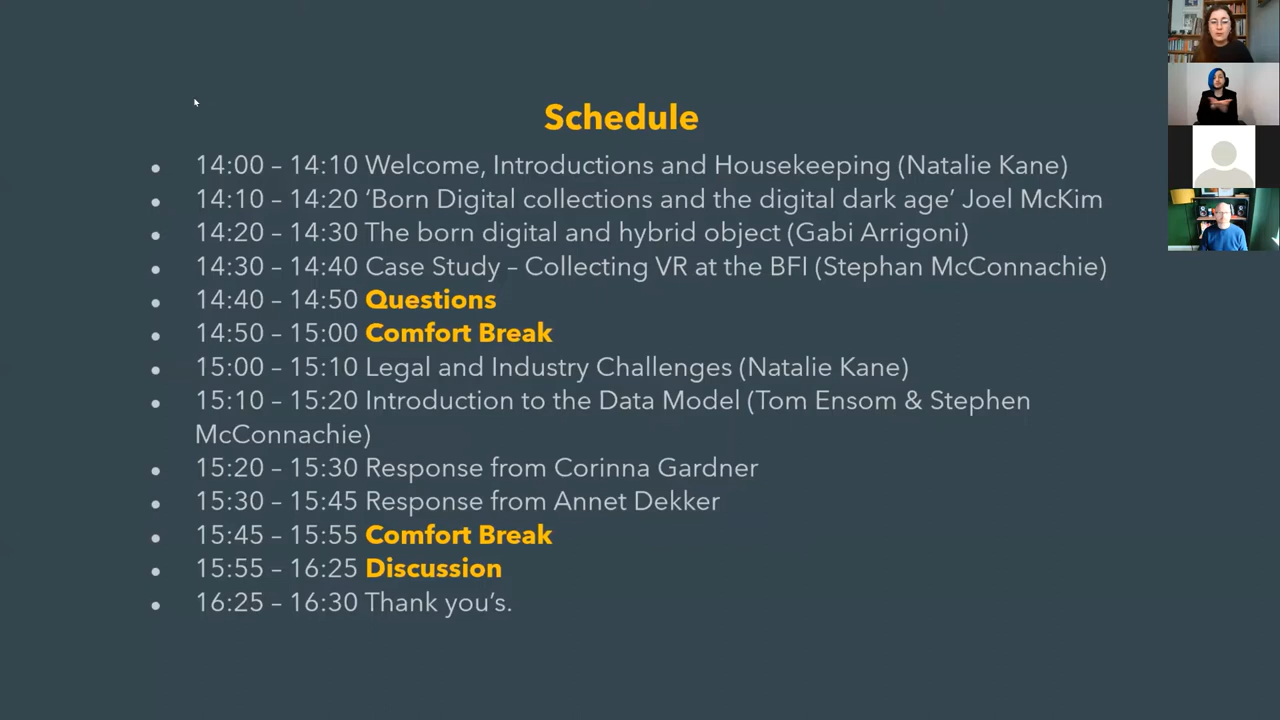 Schedule
• 14:00 – 14:10 Welcome, Introductions and Housekeeping (Natalie Kane)
• 14:10 – 14:20 ‘Born Digital collections and the digital dark age’ Joel McKim
• 14:20 – 14:30 The born digital and hybrid object (Gabi Arrigoni)
• 14:30 – 14:40 Case Study – Collecting VR at the BFI (Stephan McConnachie)
• 14:40 – 14:50 Questions
• 14:50 – 15:00 Comfort Break
• 15:00 – 15:10 Legal and Industry Challenges (Natalie Kane)
• 15:10 – 15:20 Introduction to the Data Model (Tom Ensom & Stephen
McConnachie)
• 15:20 – 15:30 Response from Corinna Gardner
• 15:30 – 15:45 Response from Annet Dekker
• 15:45 – 15:55 Comfort Break
• 15:55 – 16:25 Discussion
• 16:25 – 16:30 Thank you’s.